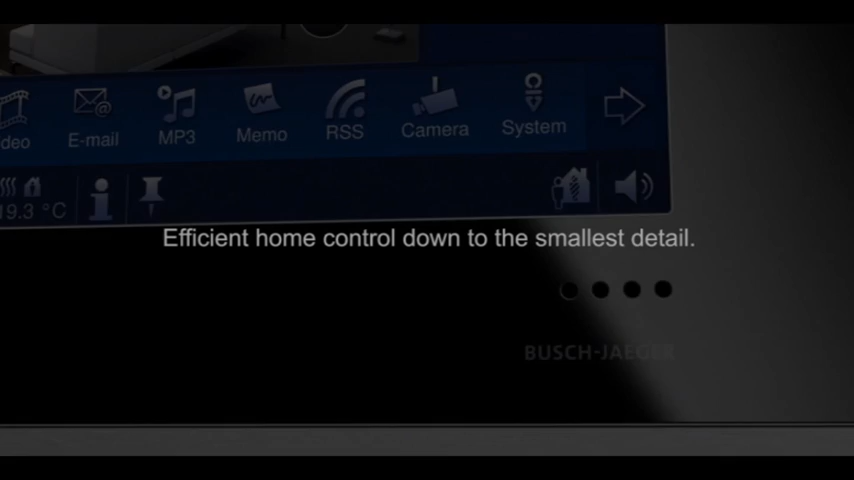 deo
E-mail
MP3
Memo
RSS
Camera
System
19.3 °C
Efficient home control down to the smallest detail.
BUSCH-JAEGER